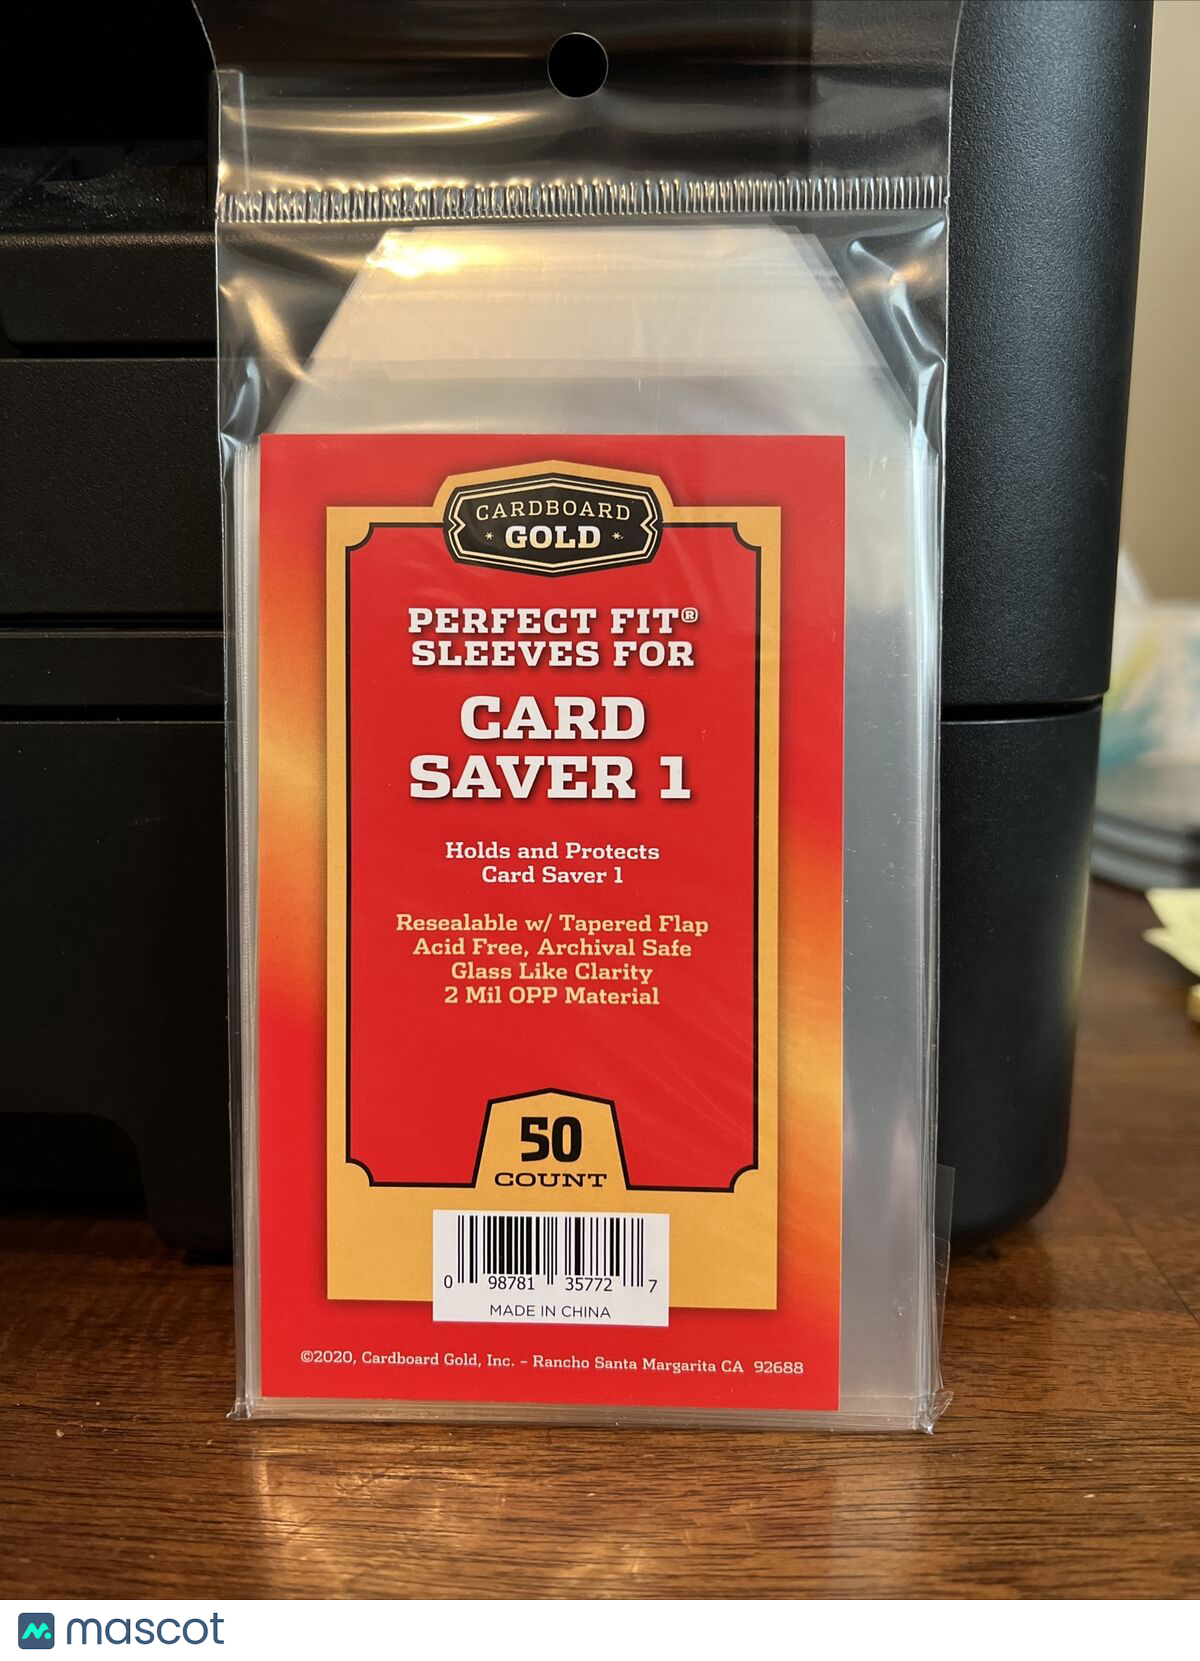 CARDBOARD
* GOLD *
PERFECT FIT®
SLEEVES FOR
CARD
SAVER 1
Holds and Protects
Card Saver 1
Resealable w/ Tapered Flap
Acid Free, Archival Safe
Glass Like Clarity
2 Mil OPP Material
50
COUNT
0 98781 35772 7
MADE IN CHINA
©2020, Cardboard Gold, Inc. – Rancho Santa Margarita CA 92688
mascot